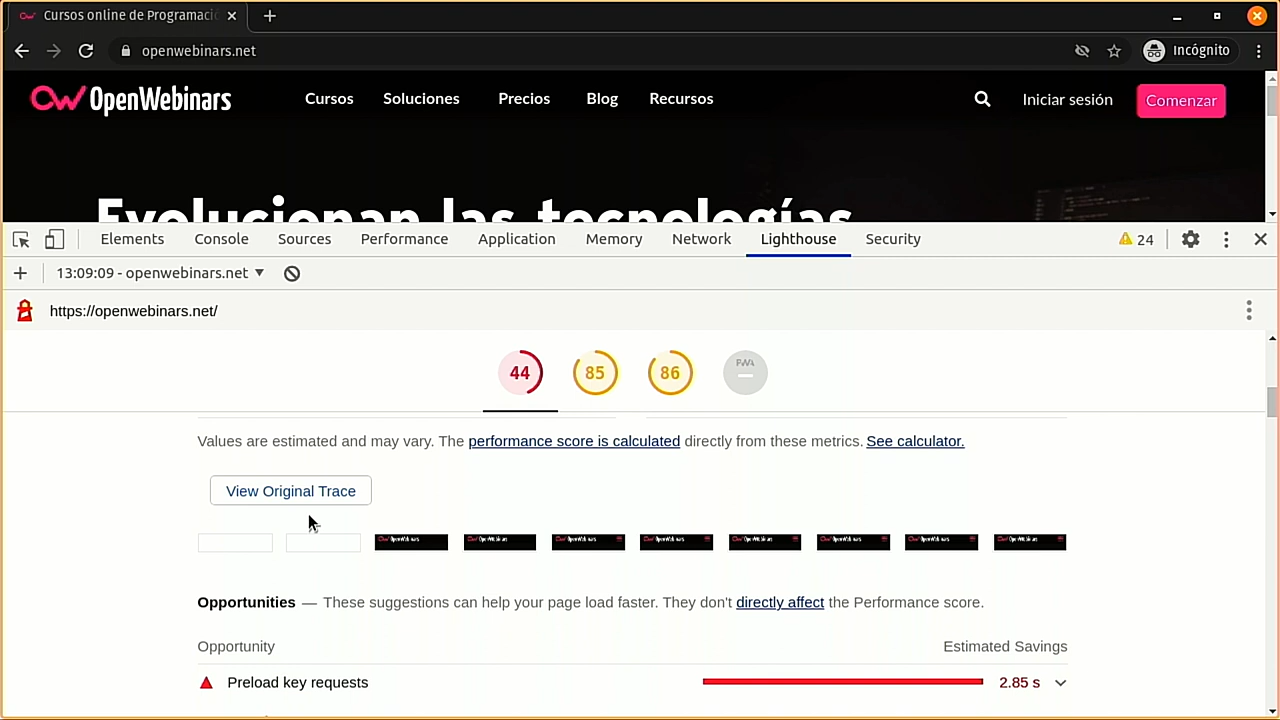 Cursos online de Programaci
openwebinars.net
Incógnito
OpenWebinars
Cursos
Soluciones
Precios
Blog
Recursos
Iniciar sesión
Comenzar
Evolucionan las tecnologías
Elements
Console
Sources
Performance
Application
Memory
Network
Lighthouse
Security
24
13:09:09 - openwebinars.net
https://openwebinars.net/
44
85
86
PWA
Values are estimated and may vary. The performance score is calculated directly from these metrics. See calculator.
View Original Trace
Opportunities — These suggestions can help your page load faster. They don't directly affect the Performance score.
Opportunity
Estimated Savings
Preload key requests
2.85 s